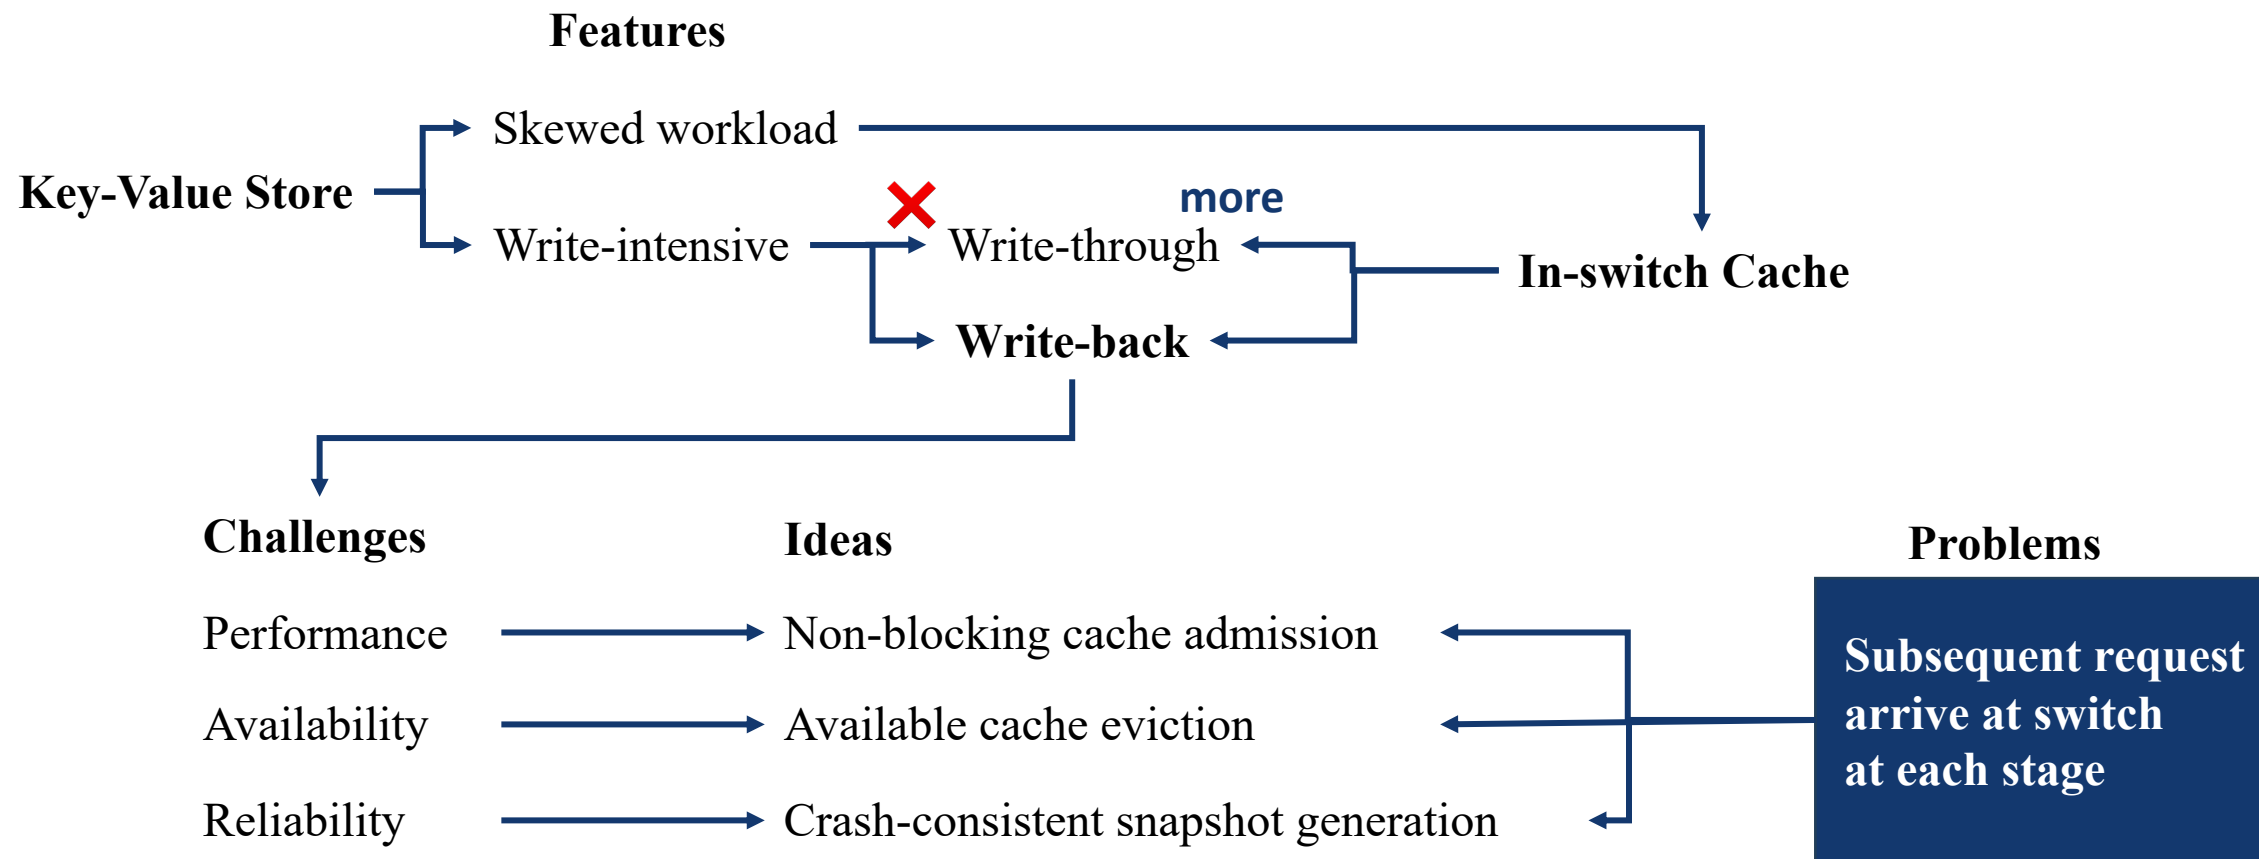 Features
Skewed workload
Key-Value Store
more
Write-intensive
Write-through
In-switch Cache
Write-back
Challenges
Ideas
Problems
Performance
Non-blocking cache admission
Availability
Available cache eviction
Reliability
Crash-consistent snapshot generation
Subsequent request
arrive at switch
at each stage